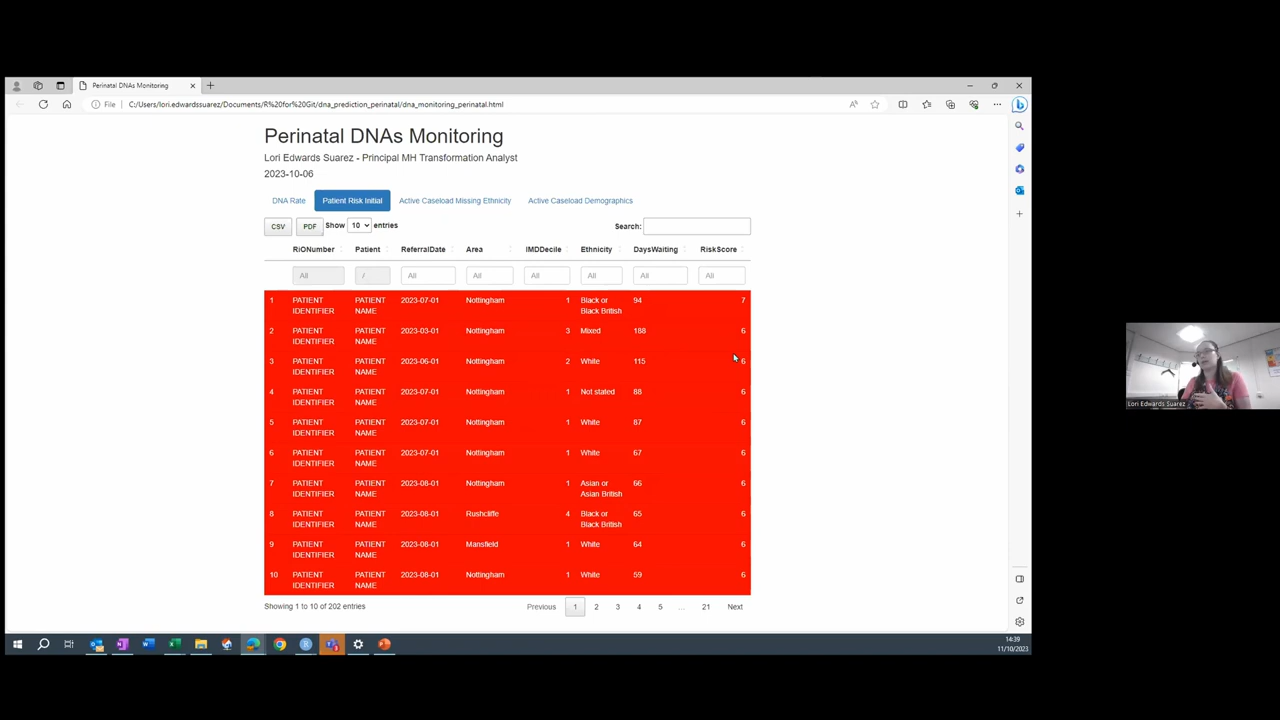 Perinatal DNAs Monitoring
File C:/Users/lori.edwardssuarez/Documents/R%20for%20Git/dna_prediction_perinatal/dna_monitoring_perinatal.html
Perinatal DNAs Monitoring
Lori Edwards Suarez - Principal MH Transformation Analyst
2023-10-06
DNA Rate Patient Risk Initial Active Caseload Missing Ethnicity Active Caseload Demographics
CSV PDF Show 10 entries Search:
RiONumber Patient ReferralDate Area IMDDecile Ethnicity DaysWaiting RiskScore
All / All All All All All All
1 PATIENT PATIENT 2023-07-01 Nottingham 1 Black or 94 7
IDENTIFIER NAME Black British
2 PATIENT PATIENT 2023-03-01 Nottingham 3 Mixed 188 6
IDENTIFIER NAME
3 PATIENT PATIENT 2023-06-01 Nottingham 2 White 115 6
IDENTIFIER NAME
4 PATIENT PATIENT 2023-07-01 Nottingham 1 Not stated 88 6
IDENTIFIER NAME
5 PATIENT PATIENT 2023-07-01 Nottingham 1 White 87 6
IDENTIFIER NAME
6 PATIENT PATIENT 2023-07-01 Nottingham 1 White 67 6
IDENTIFIER NAME
7 PATIENT PATIENT 2023-08-01 Nottingham 1 Asian or 66 6
IDENTIFIER NAME Asian British
8 PATIENT PATIENT 2023-08-01 Rushcliffe 4 Black or 65 6
IDENTIFIER NAME Black British
9 PATIENT PATIENT 2023-08-01 Mansfield 1 White 64 6
IDENTIFIER NAME
10 PATIENT PATIENT 2023-08-01 Nottingham 1 White 59 6
IDENTIFIER NAME
Showing 1 to 10 of 202 entries Previous 1 2 3 4 5 ... 21 Next
14:39
11/10/2023
Lori Edwards Suarez